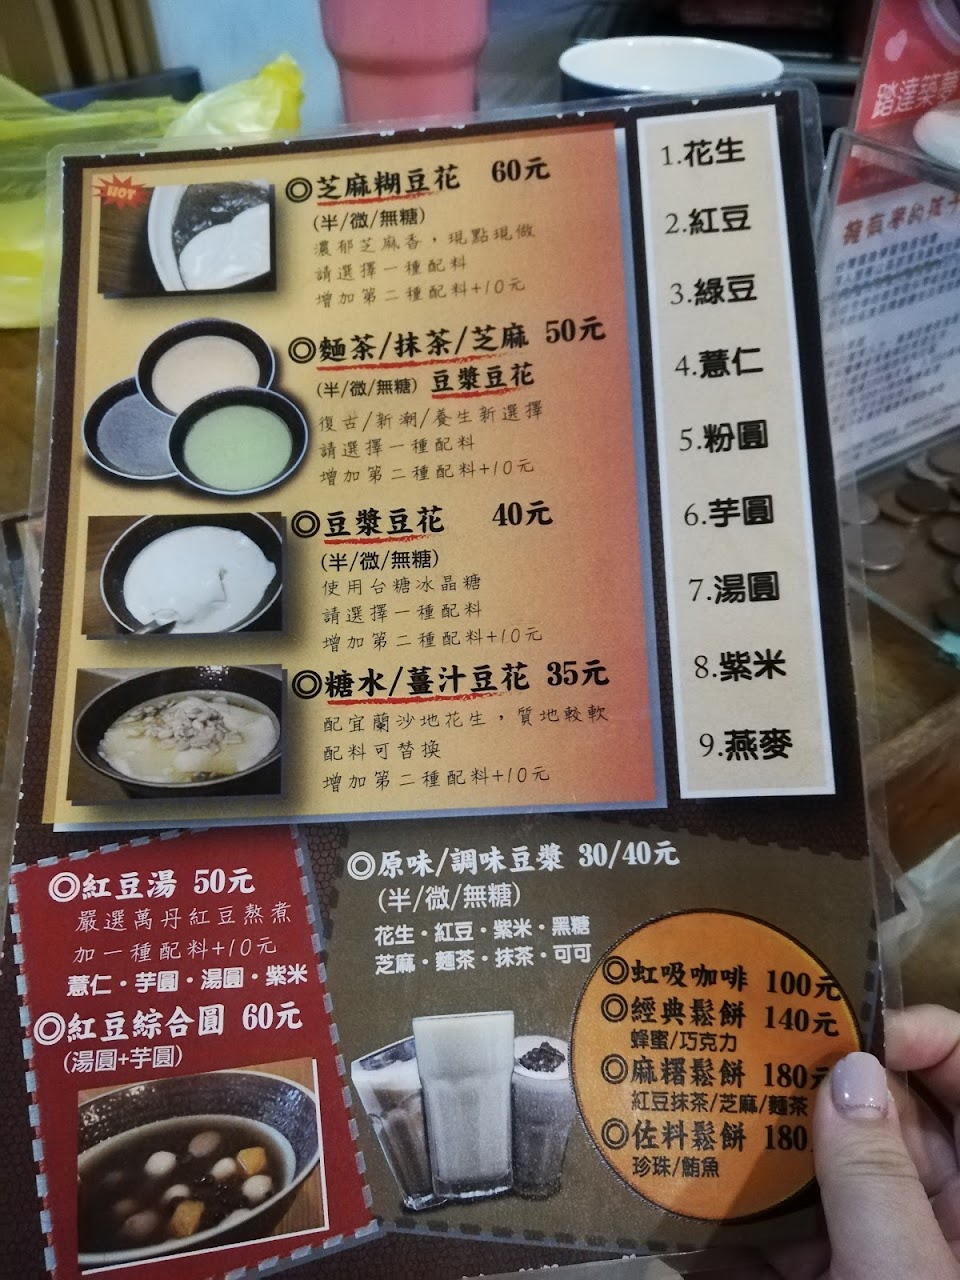 HOT
◎芝麻糊豆花 60元
(半/微/無糖)
濃郁芝麻香，現點現做
請選擇一種配料
增加第二種配料+10元
◎麵茶/抹茶/芝麻 50元
(半/微/無糖) 豆漿豆花
復古/新潮/養生新選擇
請選擇一種配料
增加第二種配料+10元
◎豆漿豆花 40元
(半/微/無糖)
使用台糖冰晶糖
請選擇一種配料
增加第二種配料+10元
◎糖水/薑汁豆花 35元
配宜蘭沙地花生，質地較軟
配料可替換
增加第二種配料+10元
1.花生
2.紅豆
3.綠豆
4.薏仁
5.粉圓
6.芋圓
7.湯圓
8.紫米
9.燕麥
◎紅豆湯 50元
嚴選萬丹紅豆熬煮
加一種配料+10元
薏仁・芋圓・湯圓・紫米
◎紅豆綜合圓 60元
(湯圓+芋圓)
◎原味/調味豆漿 30/40元
(半/微/無糖)
花生・紅豆・紫米・黑糖
芝麻・麵茶・抹茶・可可
◎虹吸咖啡 100元
◎經典鬆餅 140元
蜂蜜/巧克力
◎麻糬鬆餅 180元
紅豆抹茶/芝麻/麵茶
◎佐料鬆餅 180
珍珠/鮪魚
踏達築夢